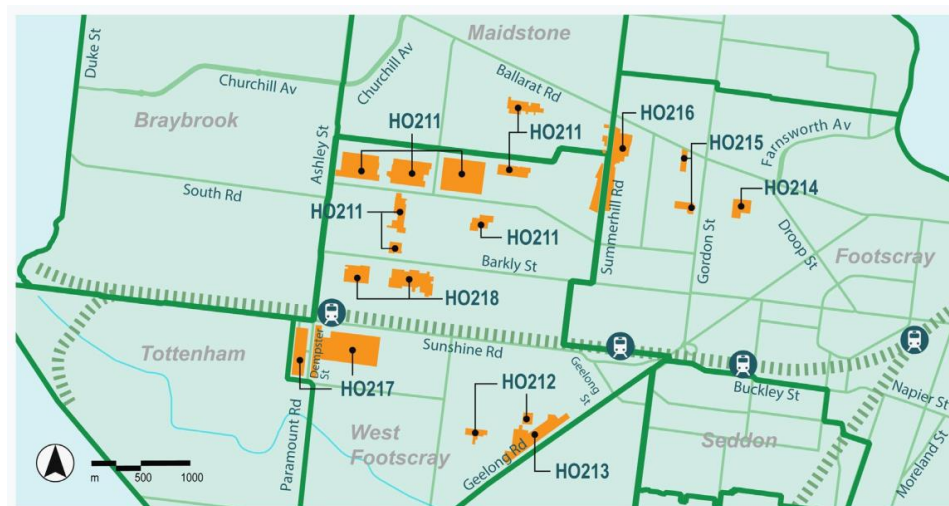 Maidstone
Duke St
Churchill Av
Churchill Av
Ballarat Rd
Braybrook
Ashley St
HO211
HO211
HO216
HO215
Farnsworth Av
HO214
South Rd
HO211
HO211
Summerhill Rd
Gordon St
Droop St
Footscray
Barkly St
HO218
Tottenham
Dempster
St
Sunshine Rd
HO217
Geelong
St
Buckley St
Napier St
Paramount Rd
West
Footscray
HO212
Geelong Rd
HO213
Seddon
Moreland St
m 500 1000